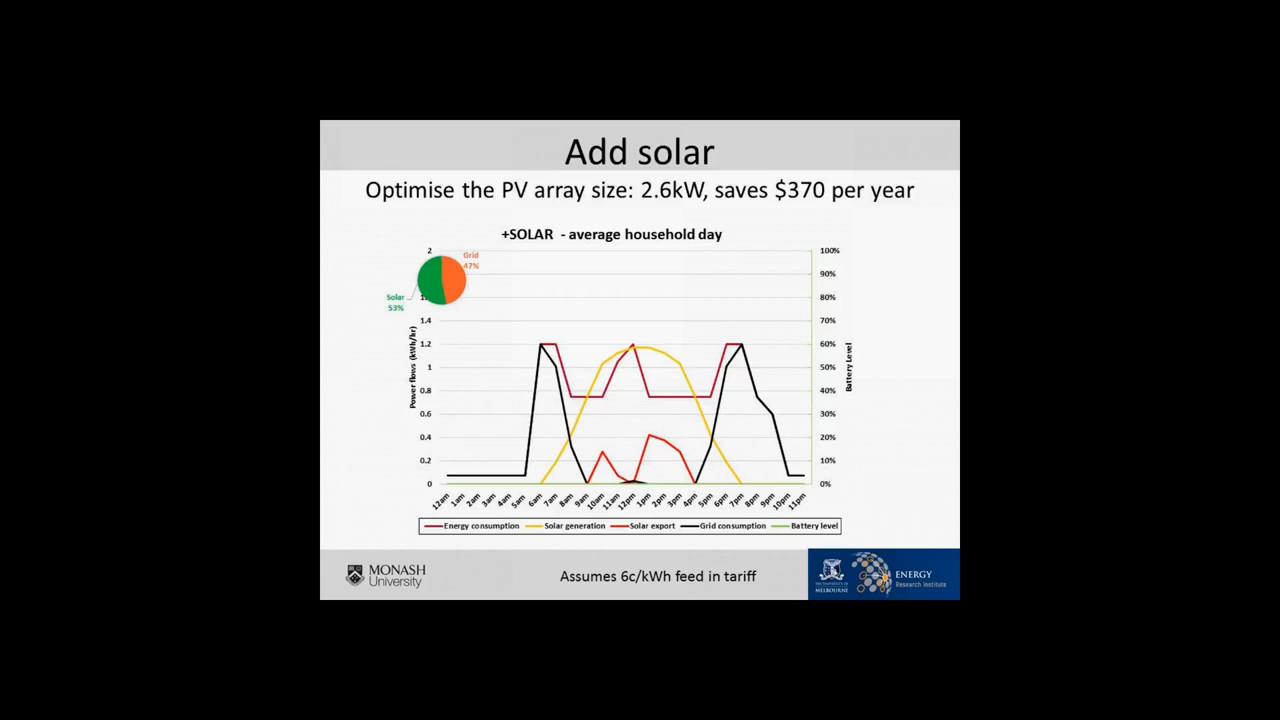 Add solar
Optimise the PV array size: 2.6kW, saves $370 per year
+SOLAR - average household day
Grid
47%
Solar
53%
Power flows (kWh/hr)
2
1.4
1.2
1
0.8
0.6
0.4
0.2
0
100%
90%
80%
70%
60%
50%
40%
30%
20%
10%
0%
Battery Level
12am 1am 2am 3am 4am 5am 6am 7am 8am 9am 10am 11am 12pm 1pm 2pm 3pm 4pm 5pm 6pm 7pm 8pm 9pm 10pm 11pm
Energy consumption Solar generation Solar export Grid consumption Battery level
MONASH
University
Assumes 6c/kWh feed in tariff
THE UNIVERSITY OF
MELBOURNE
ENERGY
Research Institute